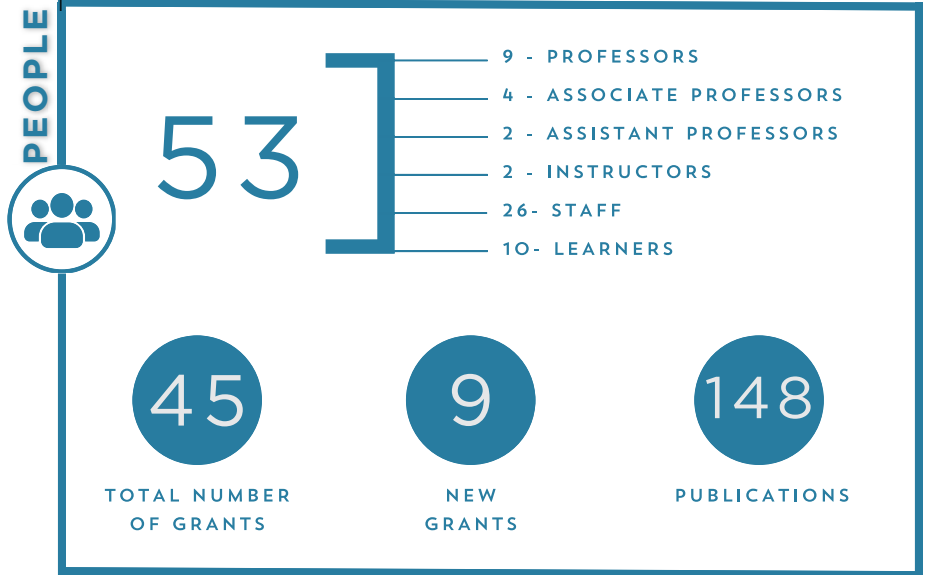 PEOPLE
53
9 - PROFESSORS
4 - ASSOCIATE PROFESSORS
2 - ASSISTANT PROFESSORS
2 - INSTRUCTORS
26- STAFF
10- LEARNERS
45
TOTAL NUMBER
OF GRANTS
9
NEW
GRANTS
148
PUBLICATIONS